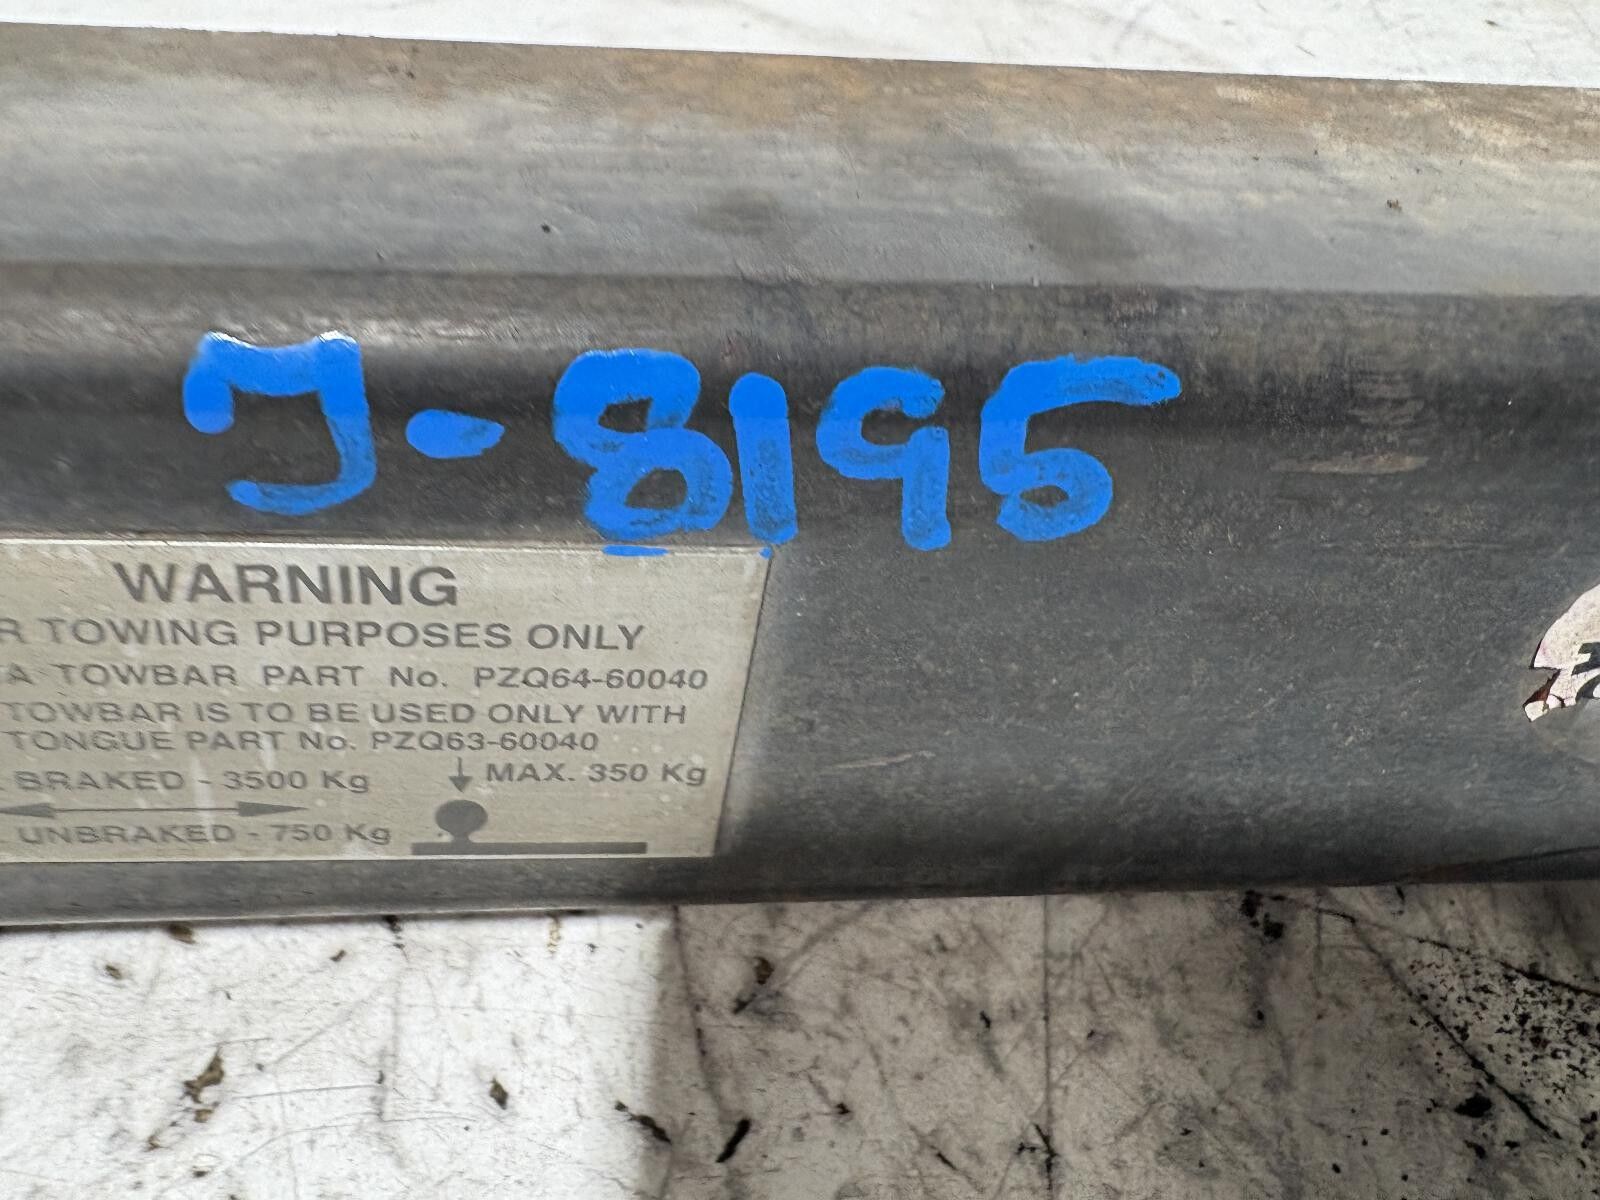 J-8195
WARNING
R TOWING PURPOSES ONLY
A TOWBAR PART No. PZQ64-60040
TOWBAR IS TO BE USED ONLY WITH
TONGUE PART No. PZQ63-60040
BRAKED - 3500 Kg
MAX. 350 Kg
UNBRAKED - 750 Kg